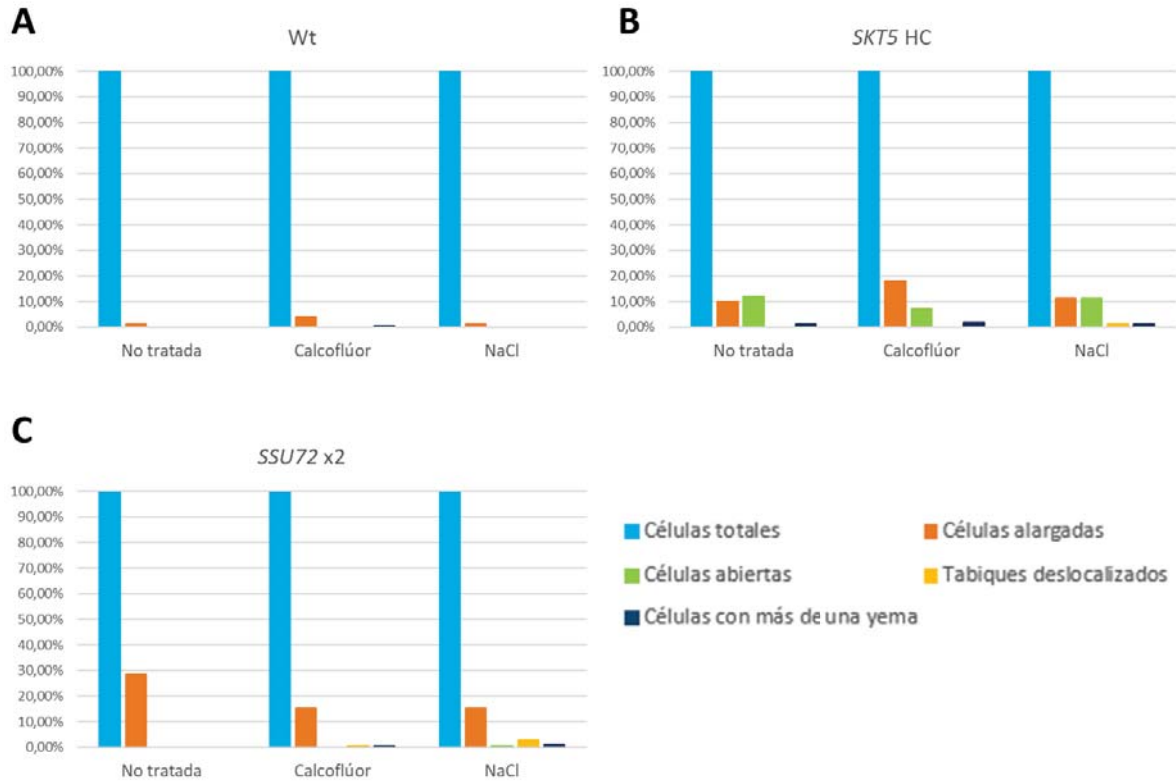 A
Wt
100,00%
90,00%
80,00%
70,00%
60,00%
50,00%
40,00%
30,00%
20,00%
10,00%
0,00%
No tratada Calcoflúor NaCl
B
SKT5 HC
100,00%
90,00%
80,00%
70,00%
60,00%
50,00%
40,00%
30,00%
20,00%
10,00%
0,00%
No tratada Calcoflúor NaCl
C
SSU72 x2
100,00%
90,00%
80,00%
70,00%
60,00%
50,00%
40,00%
30,00%
20,00%
10,00%
0,00%
No tratada Calcoflúor NaCl
Células totales Células alargadas
Células abiertas Tabiques deslocalizados
Células con más de una yema